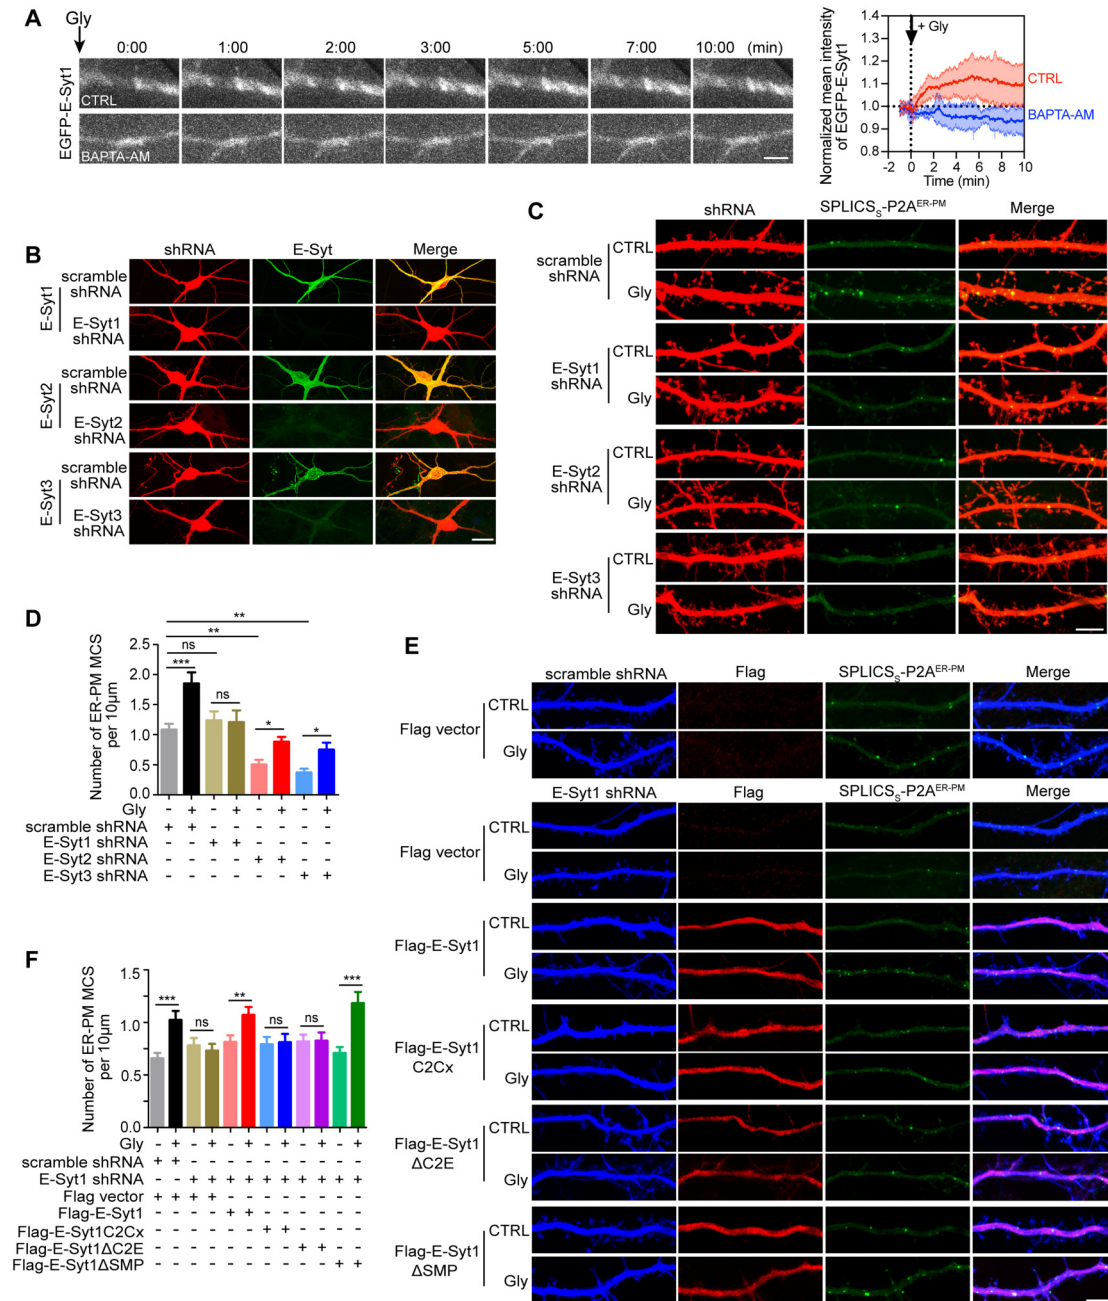 A
Gly
0:00 1:00 2:00 3:00 5:00 7:00 10:00 (min)
EGFP-E-Syt1
CTRL
BAPTA-AM
Normalized mean intensity
of EGFP-E-Syt1
1.4
1.3
1.2
1.1
1.0
0.9
0.8
+ Gly
CTRL
BAPTA-AM
-2 0 2 4 6 8 10
Time (min)
B
shRNA E-Syt Merge
E-Syt1
scramble
shRNA
E-Syt1
shRNA
E-Syt2
scramble
shRNA
E-Syt2
shRNA
E-Syt3
scramble
shRNA
E-Syt3
shRNA
C
shRNA SPLICSS-P2AER-PM Merge
scramble
shRNA
CTRL
Gly
E-Syt1
shRNA
CTRL
Gly
E-Syt2
shRNA
CTRL
Gly
E-Syt3
shRNA
CTRL
Gly
D
Number of ER-PM MCS
per 10μm
2.5
2.0
1.5
1.0
0.5
0.0
**
**
ns
***
ns
*
*
Gly - + - + - + - +
scramble shRNA + + - - - - - -
E-Syt1 shRNA - - + + - - - -
E-Syt2 shRNA - - - - + + - -
E-Syt3 shRNA - - - - - - + +
E
scramble shRNA Flag SPLICSS-P2AER-PM Merge
Flag vector
CTRL
Gly
E-Syt1 shRNA Flag SPLICSS-P2AER-PM Merge
Flag vector
CTRL
Gly
Flag-E-Syt1
CTRL
Gly
Flag-E-Syt1
C2Cx
CTRL
Gly
Flag-E-Syt1
ΔC2E
CTRL
Gly
Flag-E-Syt1
ΔSMP
CTRL
Gly
F
Number of ER-PM MCS
per 10μm
1.5
1.0
0.5
0.0
***
ns
**
ns
ns
***
Gly - + - + - + - + - + - +
scramble shRNA + + - - - - - - - - - -
E-Syt1 shRNA - - + + + + + + + + + +
Flag vector + + + + - - - - - - - -
Flag-E-Syt1 - - - - + + - - - - - -
Flag-E-Syt1C2Cx - - - - - - + + - - - -
Flag-E-Syt1ΔC2E - - - - - - - - + + - -
Flag-E-Syt1ΔSMP - - - - - - - - - - + +